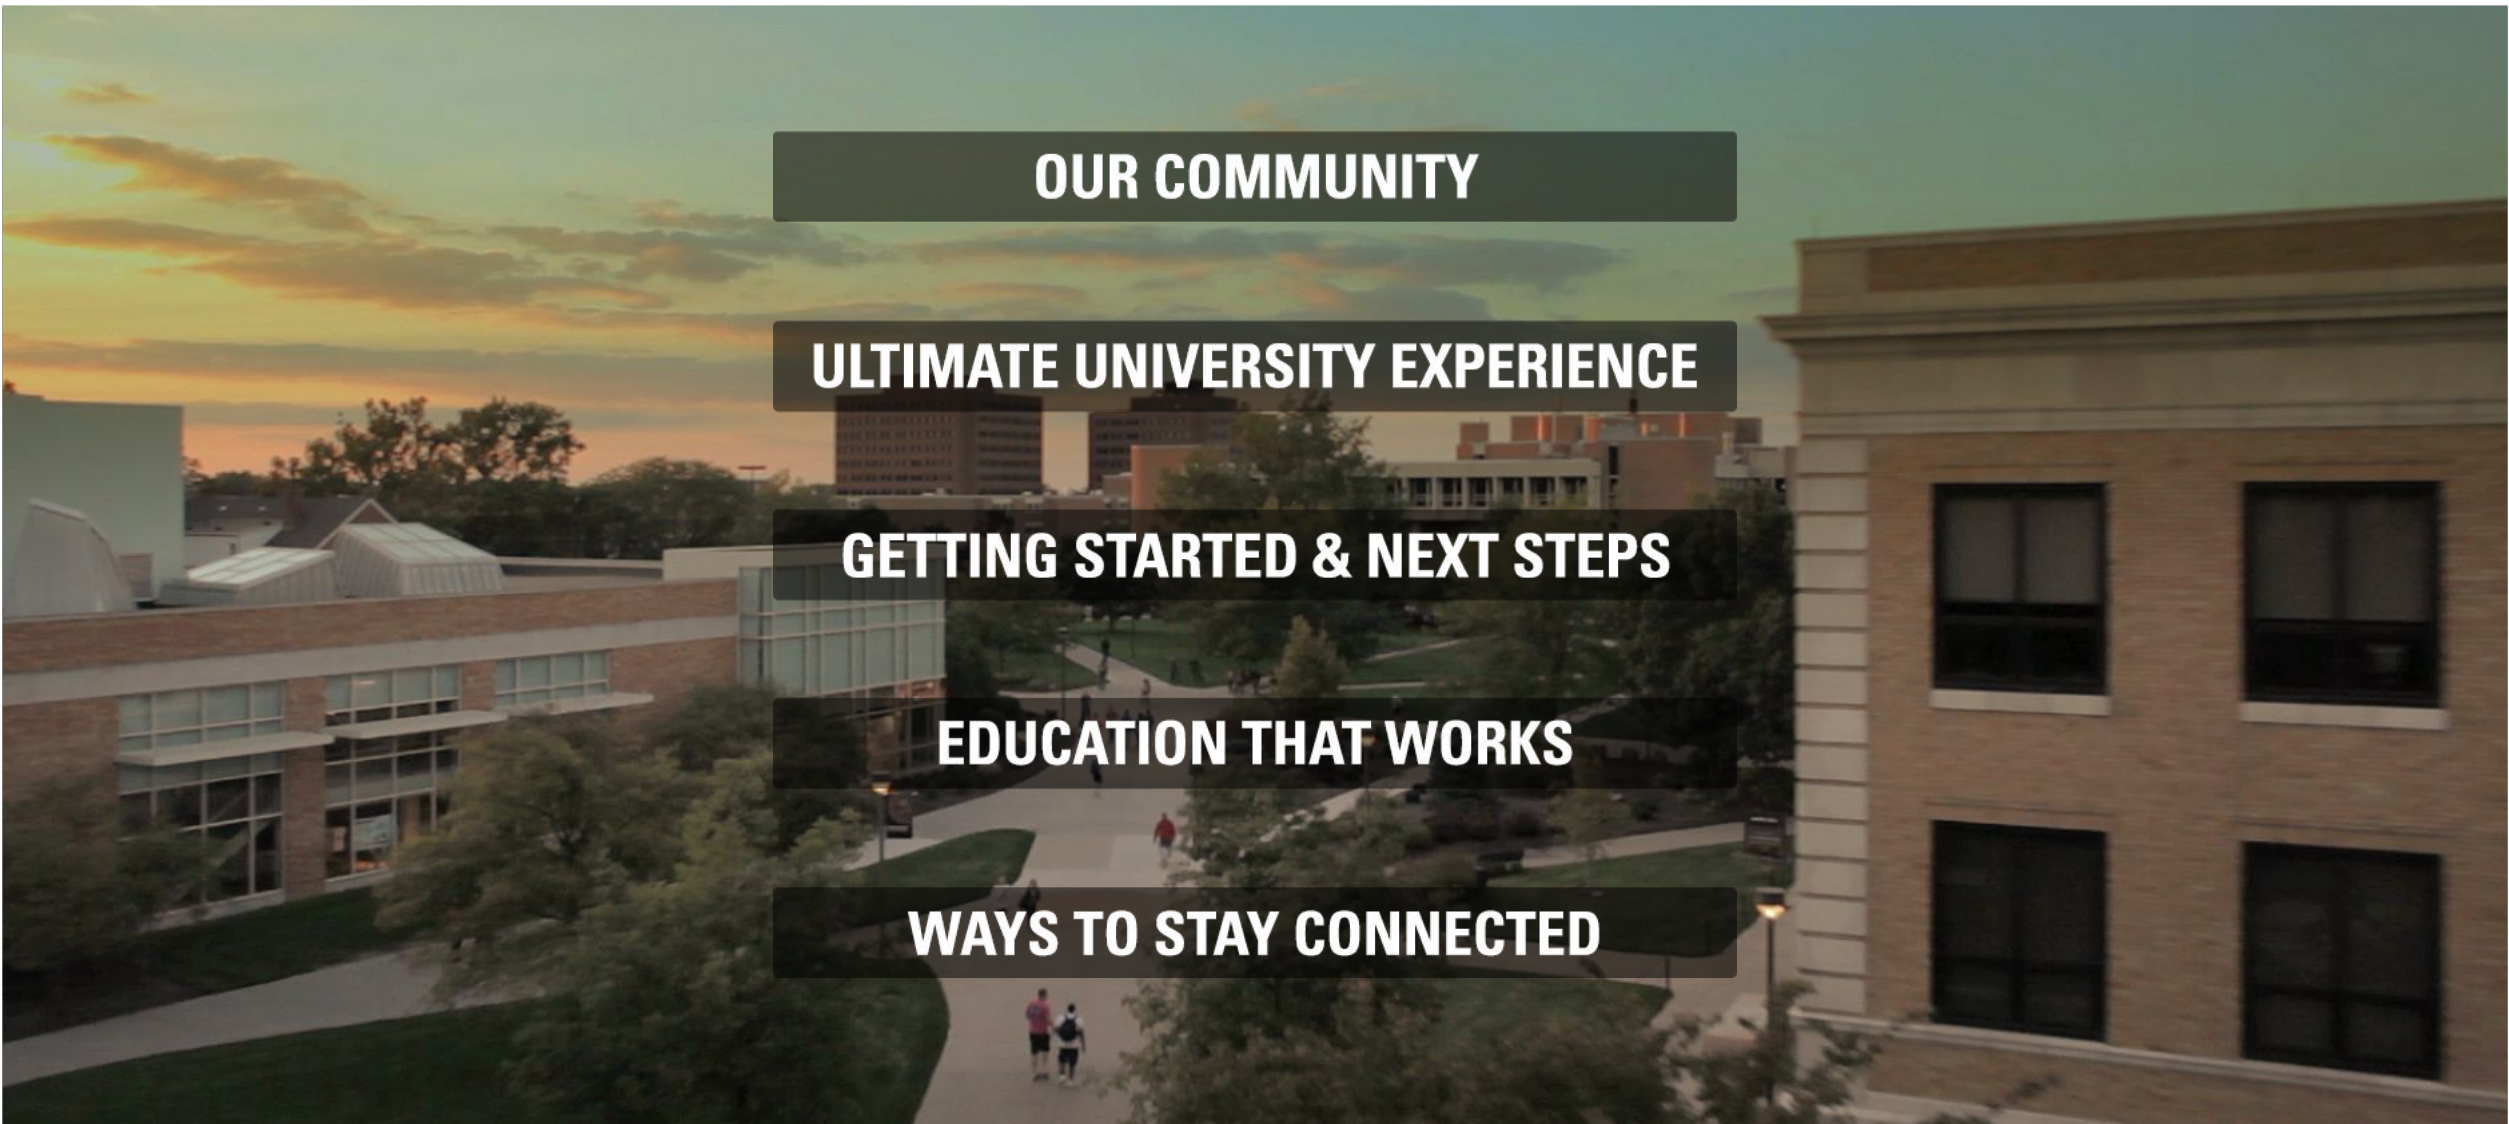 OUR COMMUNITY
ULTIMATE UNIVERSITY EXPERIENCE
GETTING STARTED & NEXT STEPS
EDUCATION THAT WORKS
WAYS TO STAY CONNECTED